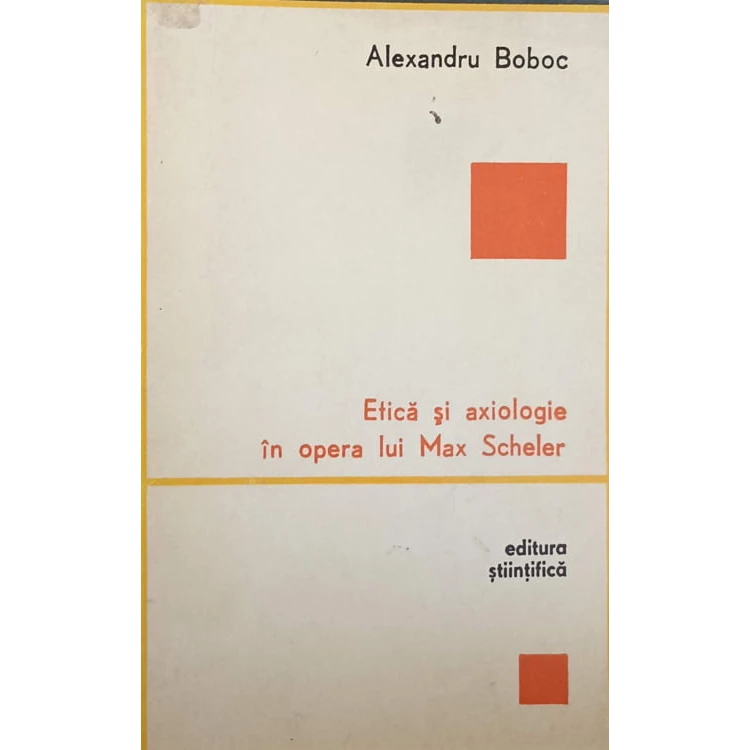 Alexandru Boboc
Etică și axiologie
în opera lui Max Scheler
editura
științifică